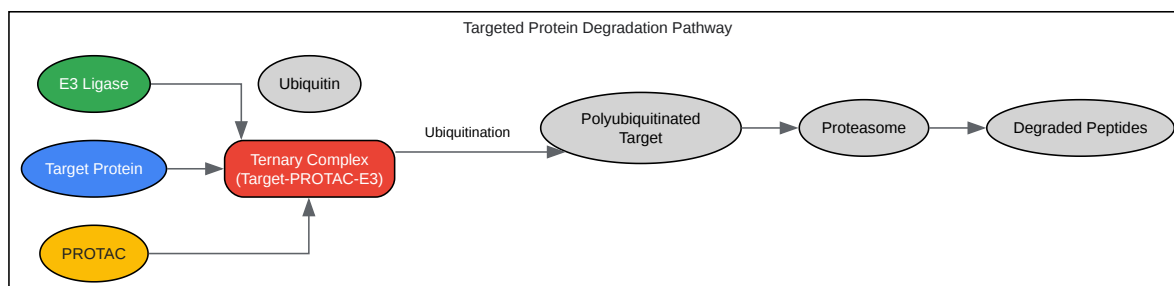 Targeted Protein Degradation Pathway
E3 Ligase
Ubiquitin
Target Protein
PROTAC
Ternary Complex
(Target-PROTAC-E3)
Ubiquitination
Polyubiquitinated
Target
Proteasome
Degraded Peptides